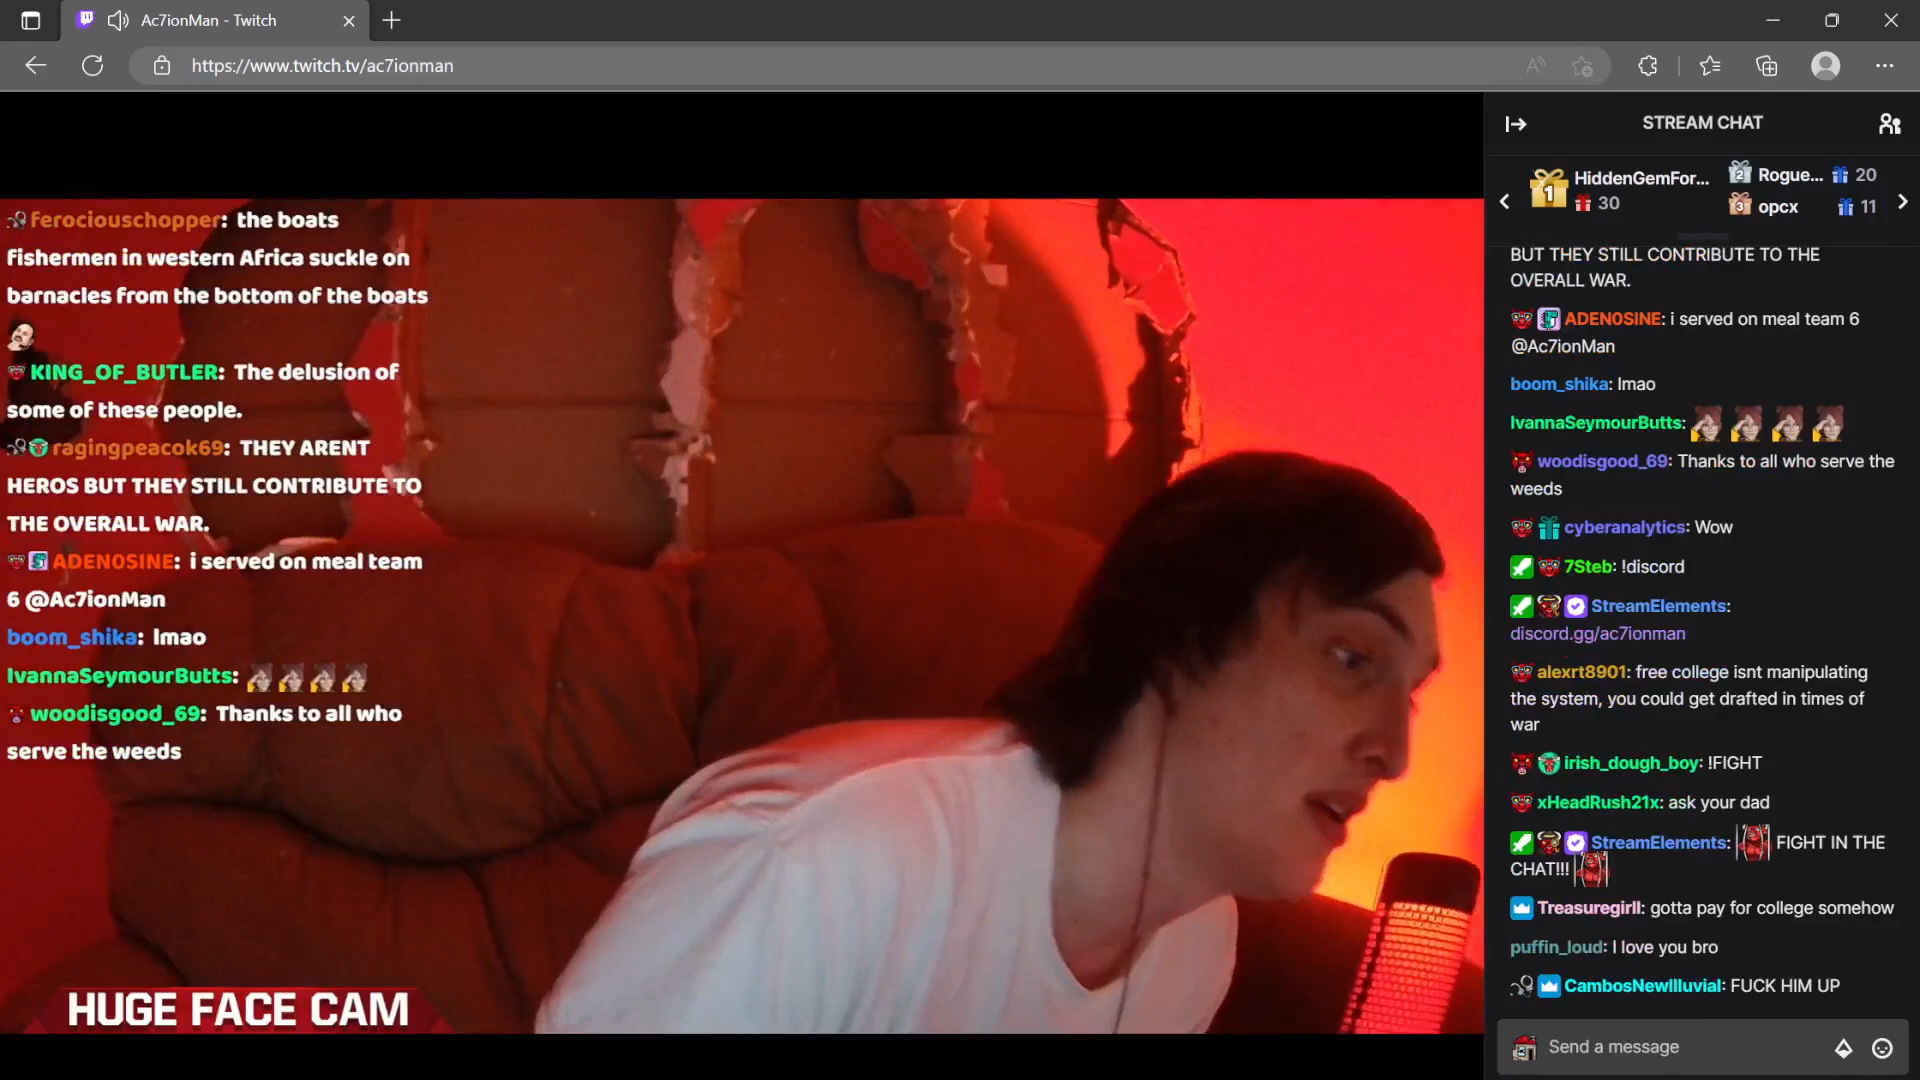 Ac7ionMan - Twitch
https://www.twitch.tv/ac7ionman
ferociouschopper: the boats
fishermen in western Africa suckle on
barnacles from the bottom of the boats
KING_OF_BUTLER: The delusion of
some of these people.
ragingpeacok69: THEY ARENT
HEROS BUT THEY STILL CONTRIBUTE TO
THE OVERALL WAR.
ADEN0SINE: i served on meal team
6 @Ac7ionMan
boom_shika: lmao
IvannaSeymourButts:
woodisgood_69: Thanks to all who
serve the weeds
HUGE FACE CAM
STREAM CHAT
1 HiddenGemFor...
30
2 Rogue... 20
3 opcx 11
BUT THEY STILL CONTRIBUTE TO THE
OVERALL WAR.
ADEN0SINE: i served on meal team 6
@Ac7ionMan
boom_shika: lmao
IvannaSeymourButts:
woodisgood_69: Thanks to all who serve the
weeds
cyberanalytics: Wow
7Steb: !discord
StreamElements:
discord.gg/ac7ionman
alexrt8901: free college isnt manipulating
the system, you could get drafted in times of
war
irish_dough_boy: !FIGHT
xHeadRush21x: ask your dad
StreamElements: FIGHT IN THE
CHAT!!!
Treasuregirll: gotta pay for college somehow
puffin_loud: I love you bro
CambosNewIlluvial: FUCK HIM UP
Send a message